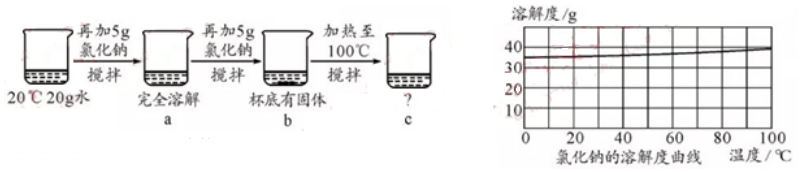 再加5g 氯化钠 搅拌
再加5g 氯化钠 搅拌
加热至 100℃ 搅拌
20℃ 20g水
完全溶解
杯底有固体
?
a
b
c
溶解度/g
40
30
20
10
0 20 40 60 80 100
氯化钠的溶解度曲线 温度/℃